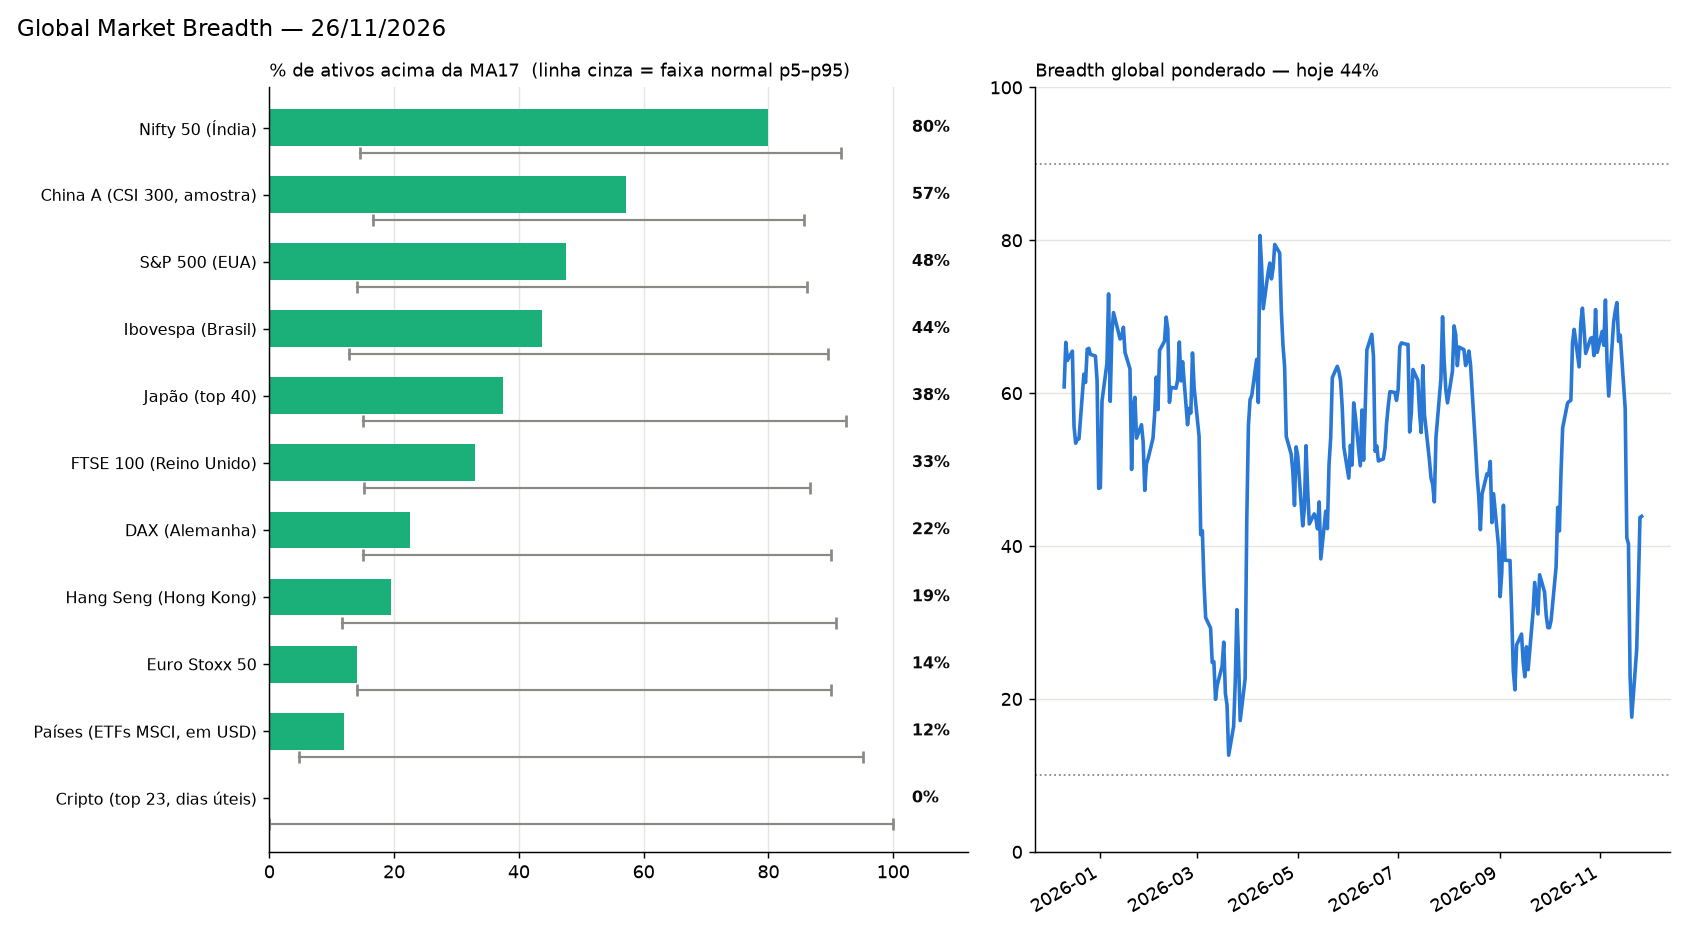 Global Market Breadth — 26/11/2026
% de ativos acima da MA17  (linha cinza = faixa normal p5–p95)
Nifty 50 (Índia)
80%
China A (CSI 300, amostra)
57%
S&P 500 (EUA)
48%
Ibovespa (Brasil)
44%
Japão (top 40)
38%
FTSE 100 (Reino Unido)
33%
DAX (Alemanha)
22%
Hang Seng (Hong Kong)
19%
Euro Stoxx 50
14%
Países (ETFs MSCI, em USD)
12%
Cripto (top 23, dias úteis)
0%
0 20 40 60 80 100
Breadth global ponderado — hoje 44%
100
80
60
40
20
0
2026-01 2026-03 2026-05 2026-07 2026-09 2026-11